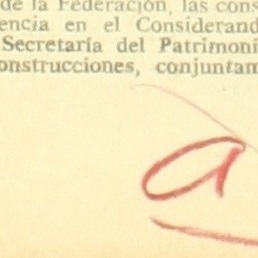 de la Federación, las cons
encia en el Considerand
Secretaría del Patrimoni
onstrucciones, conjuntam
a